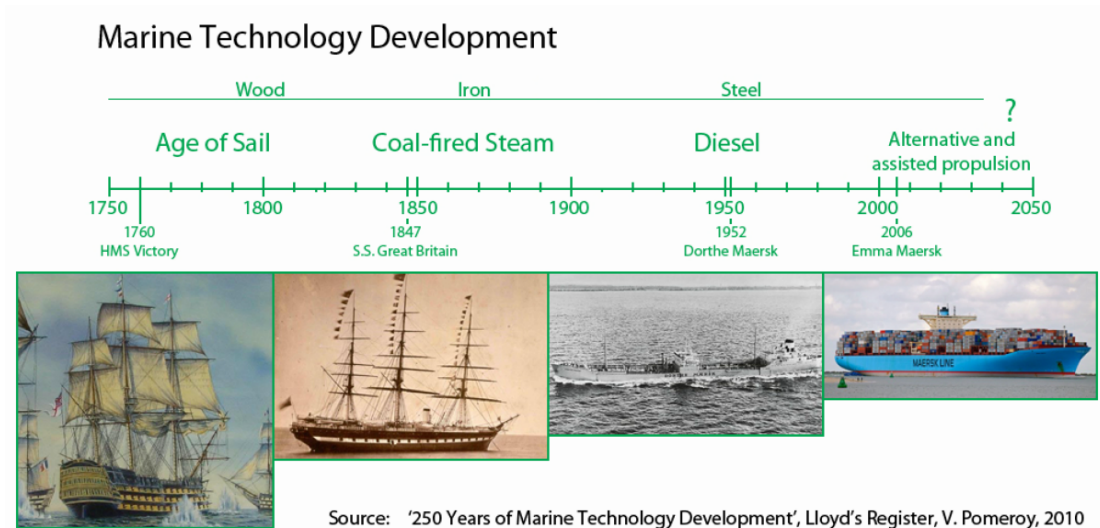 Marine Technology Development
Wood Iron Steel
?
Age of Sail Coal-fired Steam Diesel Alternative and
assisted propulsion
1750 1800 1850 1900 1950 2000 2050
1760 1847 1952 2006
HMS Victory S.S. Great Britain Dorthe Maersk Emma Maersk
MAERSK LINE
Source: ‘250 Years of Marine Technology Development’, Lloyd’s Register, V. Pomeroy, 2010